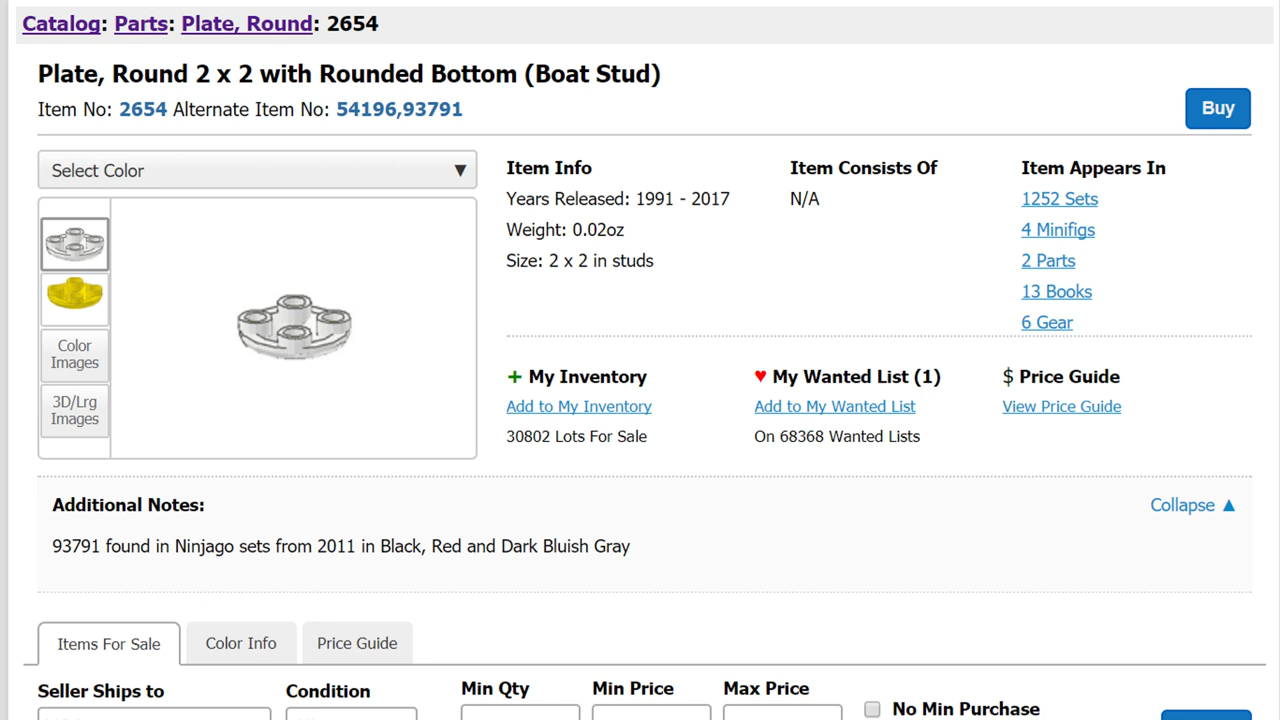 Catalog: Parts: Plate, Round: 2654
Plate, Round 2 x 2 with Rounded Bottom (Boat Stud)
Item No: 2654 Alternate Item No: 54196,93791
Buy
Select Color ▼
Color
Images
3D/Lrg
Images
Item Info
Years Released: 1991 - 2017
Weight: 0.02oz
Size: 2 x 2 in studs
Item Consists Of
N/A
Item Appears In
1252 Sets
4 Minifigs
2 Parts
13 Books
6 Gear
+ My Inventory
Add to My Inventory
30802 Lots For Sale
♥ My Wanted List (1)
Add to My Wanted List
On 68368 Wanted Lists
$ Price Guide
View Price Guide
Additional Notes:
Collapse ▲
93791 found in Ninjago sets from 2011 in Black, Red and Dark Bluish Gray
Items For Sale
Color Info
Price Guide
Seller Ships to
Condition
Min Qty
Min Price
Max Price
No Min Purchase